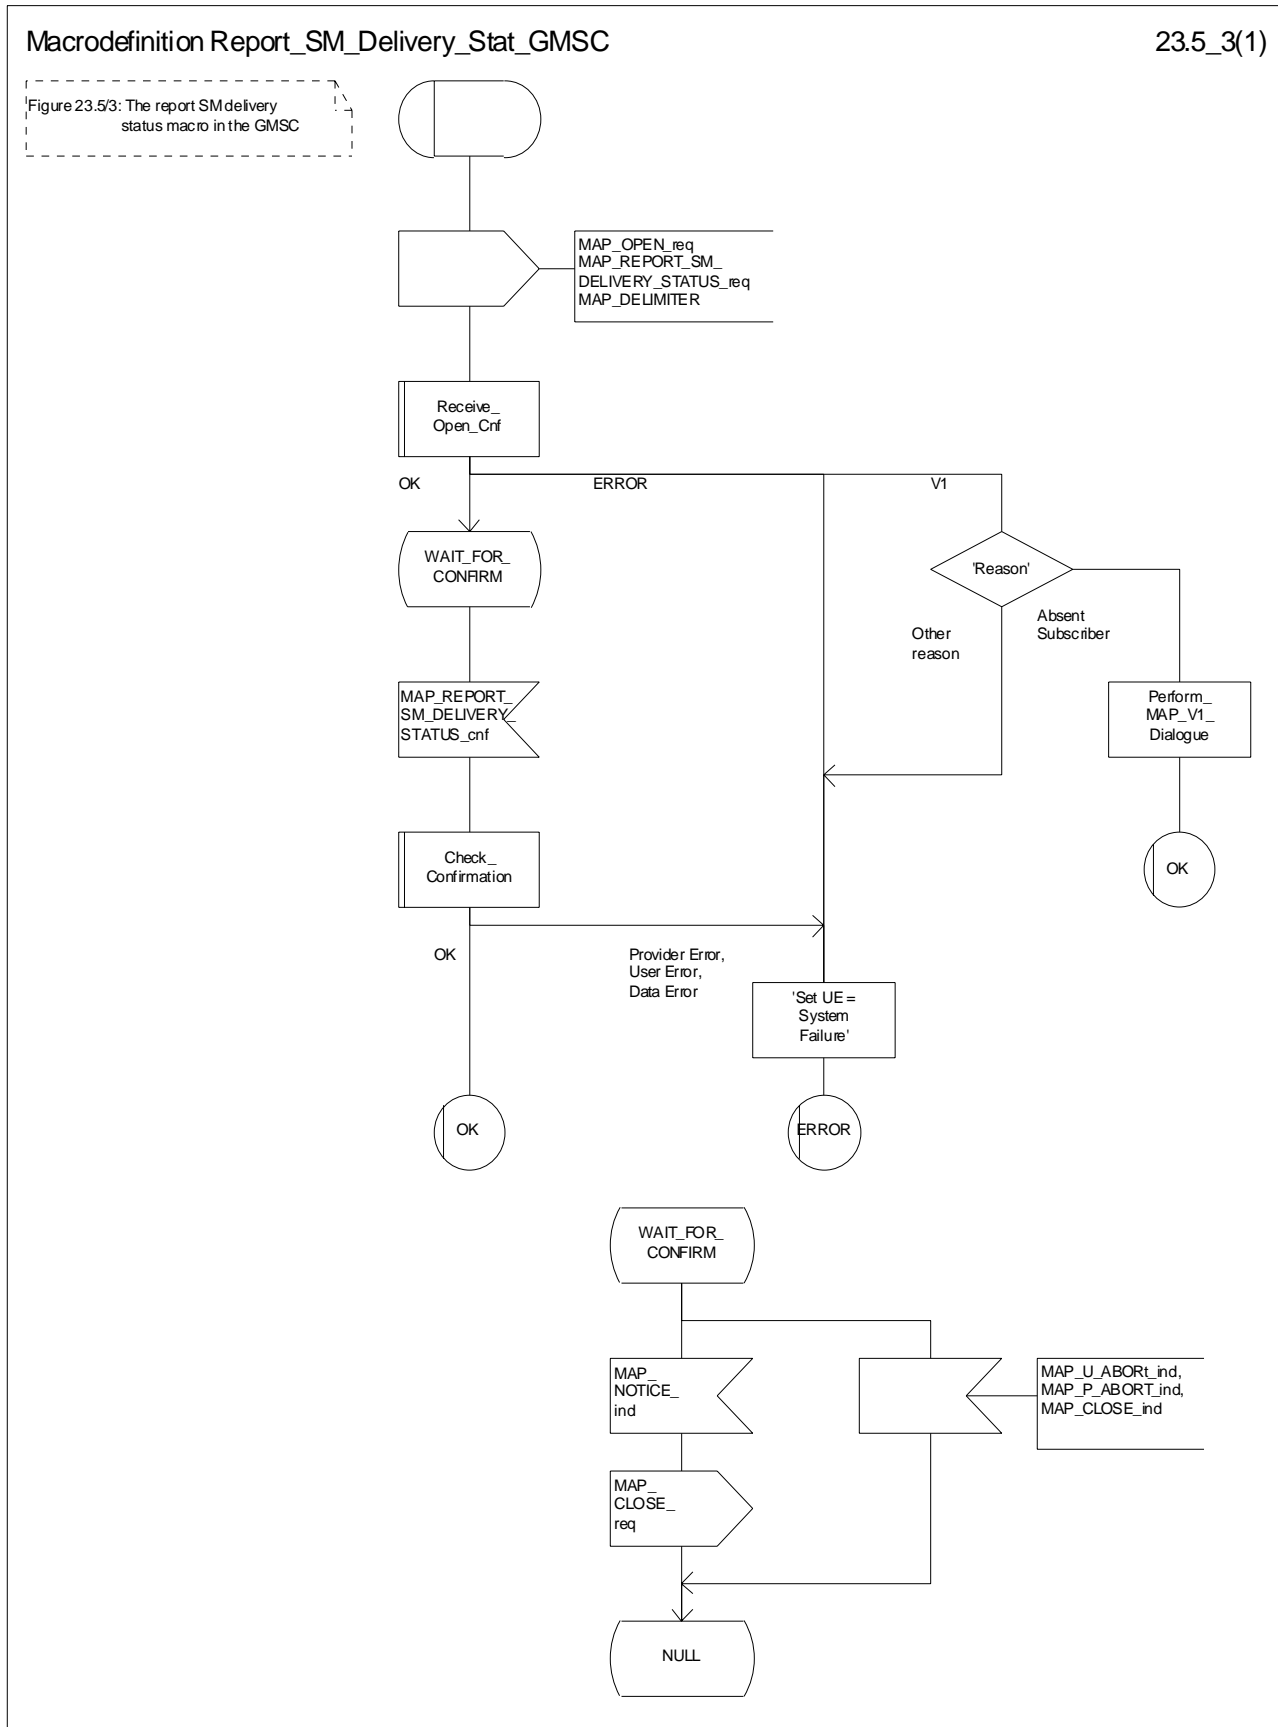 Macrodefinition Report_SM_Delivery_Stat_GMSC
23.5_3(1)
Figure 23.5/3: The report SM delivery
status macro in the GMSC
MAP_OPEN_req
MAP_REPORT_SM_
DELIVERY_STATUS_req
MAP_DELIMITER
Receive_
Open_Cnf
OK
ERROR
V1
WAIT_FOR_
CONFIRM
'Reason'
Other
reason
Absent
Subscriber
MAP_REPORT_
SM_DELIVERY_
STATUS_cnf
Perform_
MAP_V1_
Dialogue
Check_
Confirmation
OK
OK
Provider Error,
User Error,
Data Error
'Set UE =
System
Failure'
OK
ERROR
WAIT_FOR_
CONFIRM
MAP_
NOTICE_
ind
MAP_U_ABORt_ind,
MAP_P_ABORT_ind,
MAP_CLOSE_ind
MAP_
CLOSE_
req
NULL